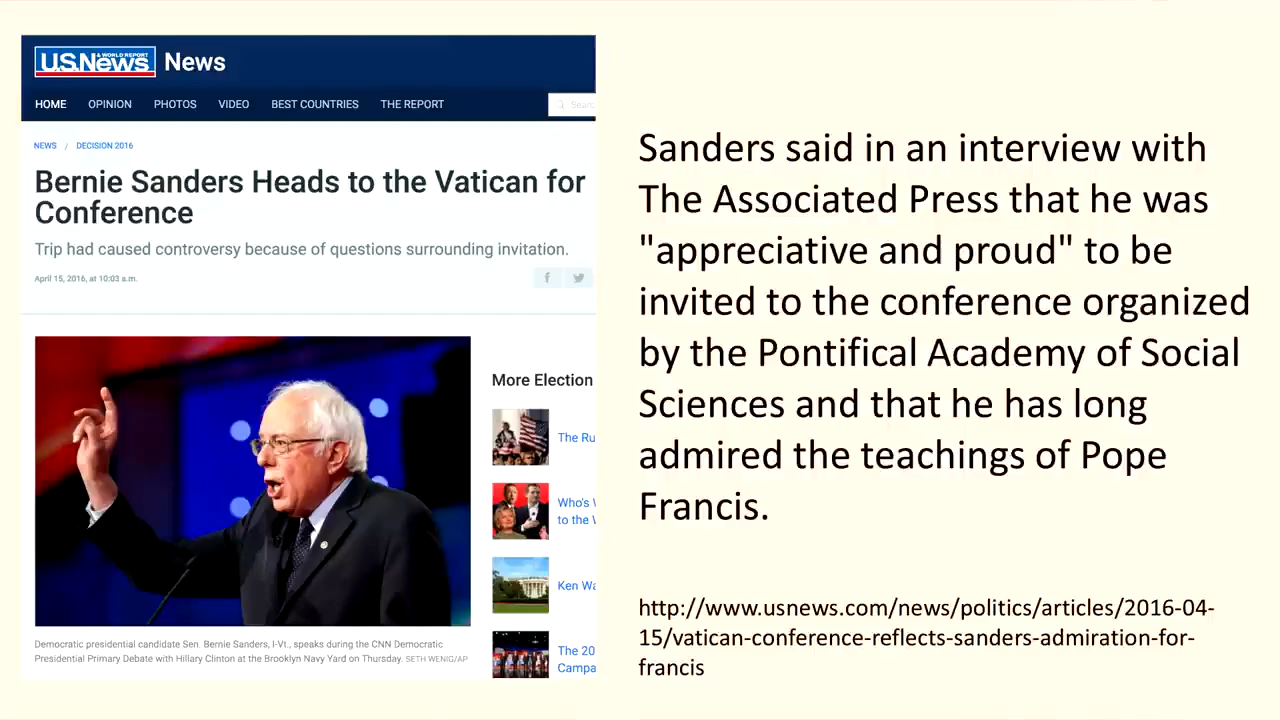 U.S.News & WORLD REPORT News
HOME OPINION PHOTOS VIDEO BEST COUNTRIES THE REPORT
NEWS / DECISION 2016
Bernie Sanders Heads to the Vatican for
Conference
Trip had caused controversy because of questions surrounding invitation.
April 15, 2016, at 10:03 a.m.
More Election
The Ru
Who's
to the
Ken Wa
The 20
Campa
Democratic presidential candidate Sen. Bernie Sanders, I-Vt., speaks during the CNN Democratic
Presidential Primary Debate with Hillary Clinton at the Brooklyn Navy Yard on Thursday. SETH WENIG/AP
Sanders said in an interview with
The Associated Press that he was
"appreciative and proud" to be
invited to the conference organized
by the Pontifical Academy of Social
Sciences and that he has long
admired the teachings of Pope
Francis.
http://www.usnews.com/news/politics/articles/2016-04-
15/vatican-conference-reflects-sanders-admiration-for-
francis